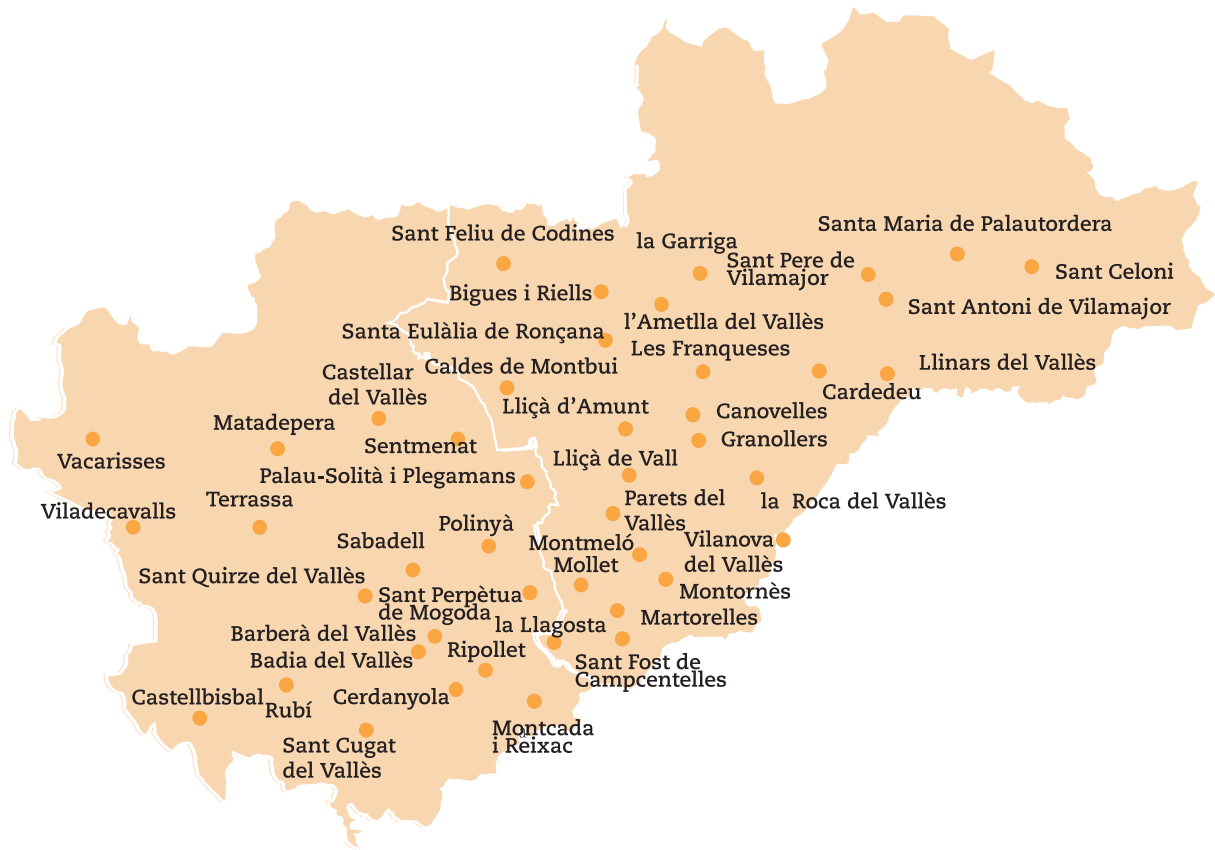 Santa Maria de Palautordera
Sant Feliu de Codines
la Garriga
Sant Pere de
Vilamajor
Sant Celoni
Bigues i Riells
Sant Antoni de Vilamajor
l'Ametlla del Vallès
Santa Eulàlia de Ronçana
Les Franqueses
Llinars del Vallès
Caldes de Montbui
Castellar
del Vallès
Cardedeu
Lliçà d'Amunt
Canovelles
Matadepera
Granollers
Sentmenat
Vacarisses
Lliçà de Vall
Palau-Solità i Plegamans
Terrassa
Parets del
Vallès
la Roca del Vallès
Viladecavalls
Polinyà
Sabadell
Montmeló
Vilanova
del Vallès
Mollet
Sant Quirze del Vallès
Montornès
Sant Perpètua
de Mogoda
Martorelles
la Llagosta
Barberà del Vallès
Ripollet
Badia del Vallès
Sant Fost de
Campcentelles
Castellbisbal
Cerdanyola
Rubí
Montcada
i Reixac
Sant Cugat
del Vallès